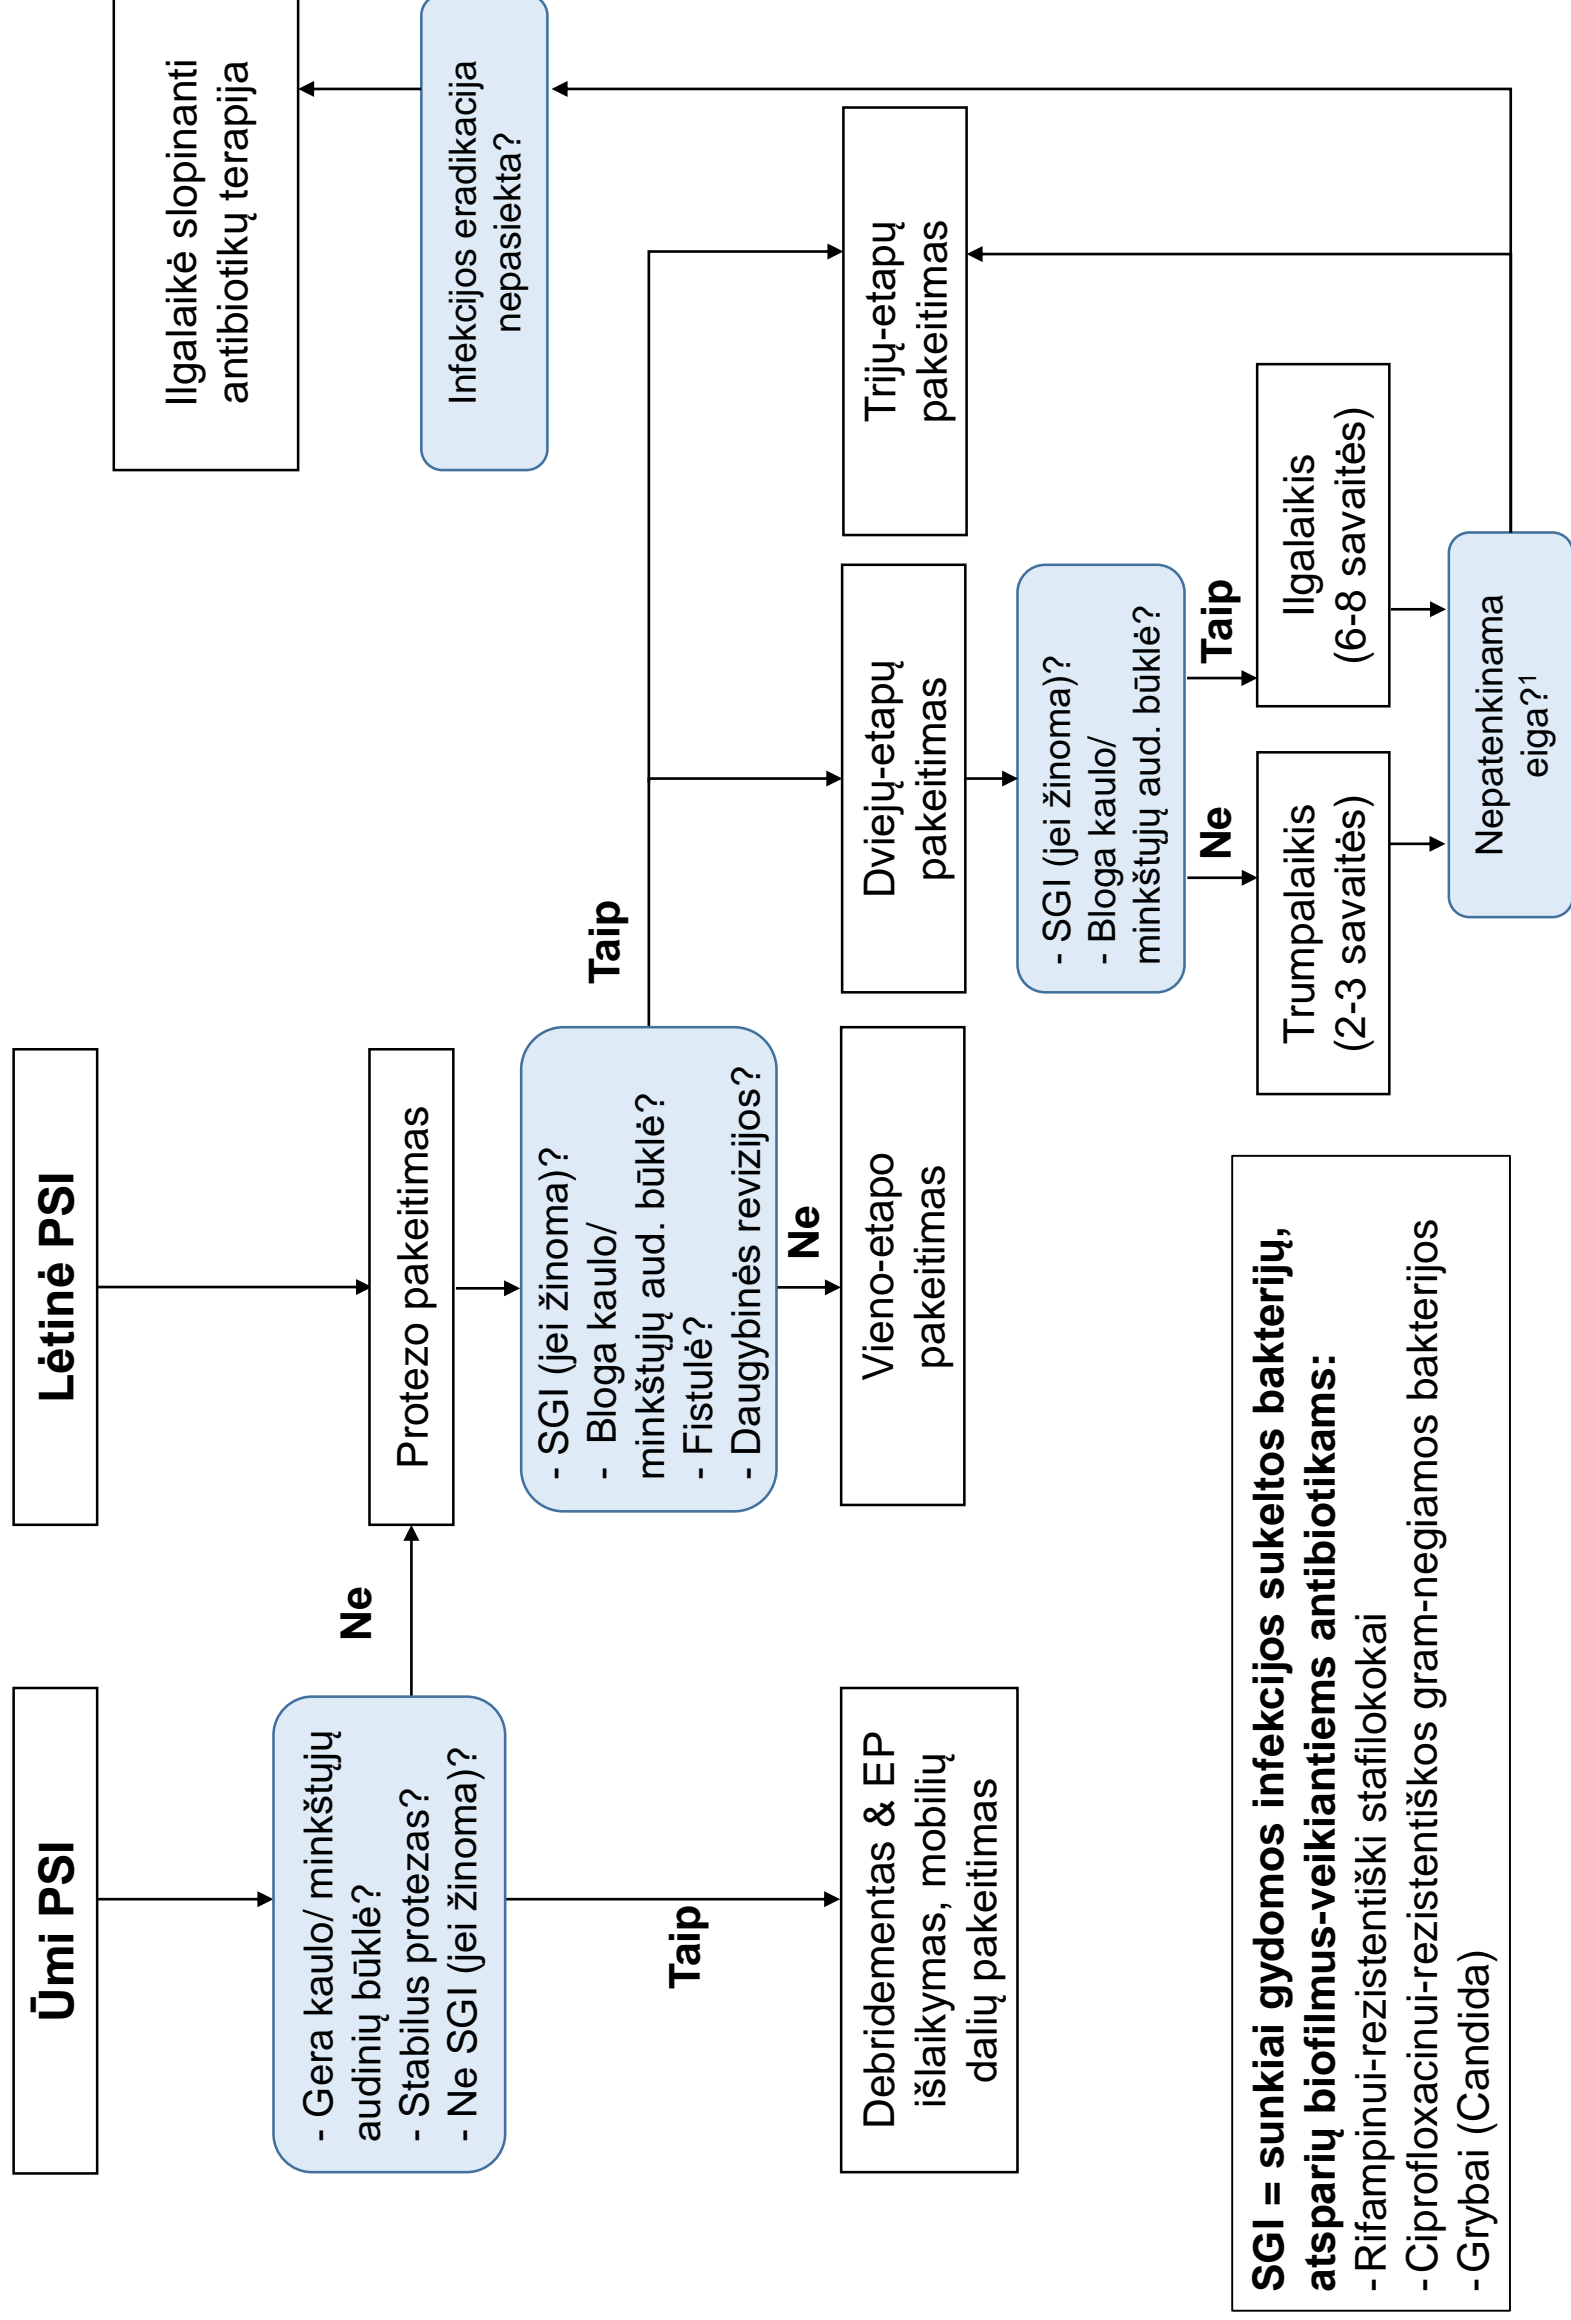 Ūmi PSI
Lėtinė PSI
Ilgalaikė slopinanti
antibiotikų terapija
- Gera kaulo/ minkštųjų
audinių būklė?
- Stabilus protezas?
- Ne SGI (jei žinoma)?
Ne
Protezo pakeitimas
Infekcijos eradikacija
nepasiekta?
- SGI (jei žinoma)?
- Bloga kaulo/
minkštųjų aud. būklė?
- Fistulė?
- Daugybinės revizijos?
Taip
Taip
Ne
Debridementas & EP
išlaikymas, mobilių
dalių pakeitimas
Vieno-etapo
pakeitimas
Dviejų-etapų
pakeitimas
Trijų-etapų
pakeitimas
- SGI (jei žinoma)?
- Bloga kaulo/
minkštųjų aud. būklė?
Ne
Taip
Trumpalaikis
(2-3 savaitės)
Ilgalaikis
(6-8 savaitės)
Nepatenkinama
eiga?¹
SGI = sunkiai gydomos infekcijos sukeltos bakterijų,
atsparių biofilmus-veikiantiems antibiotikams:
- Rifampinui-rezistentiški stafilokokai
- Ciprofloxacinui-rezistentiškos gram-negiamos bakterijos
- Grybai (Candida)